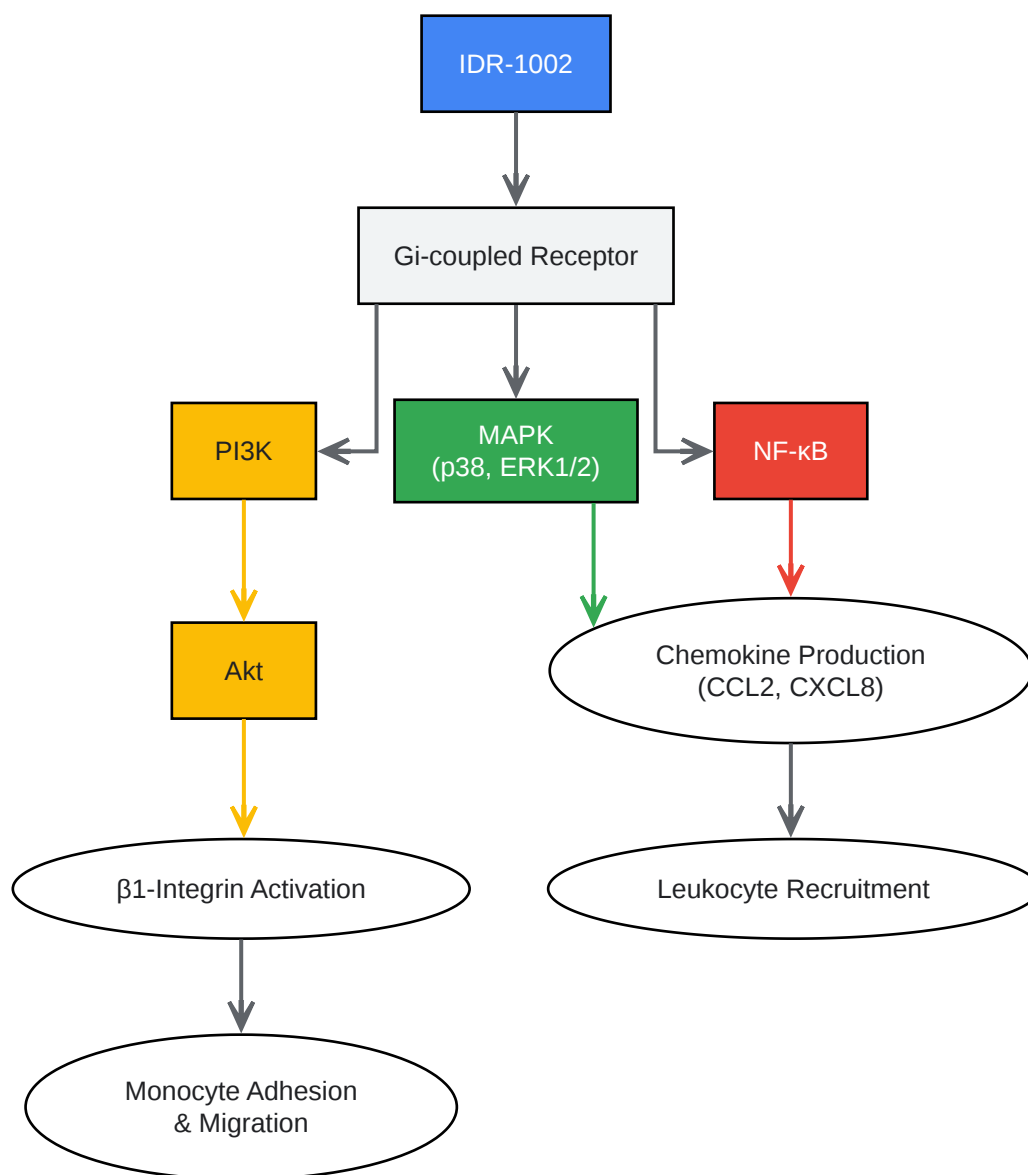 IDR-1002
Gi-coupled Receptor
PI3K
MAPK
(p38, ERK1/2)
NF-κB
Akt
Chemokine Production
(CCL2, CXCL8)
β1-Integrin Activation
Leukocyte Recruitment
Monocyte Adhesion
& Migration